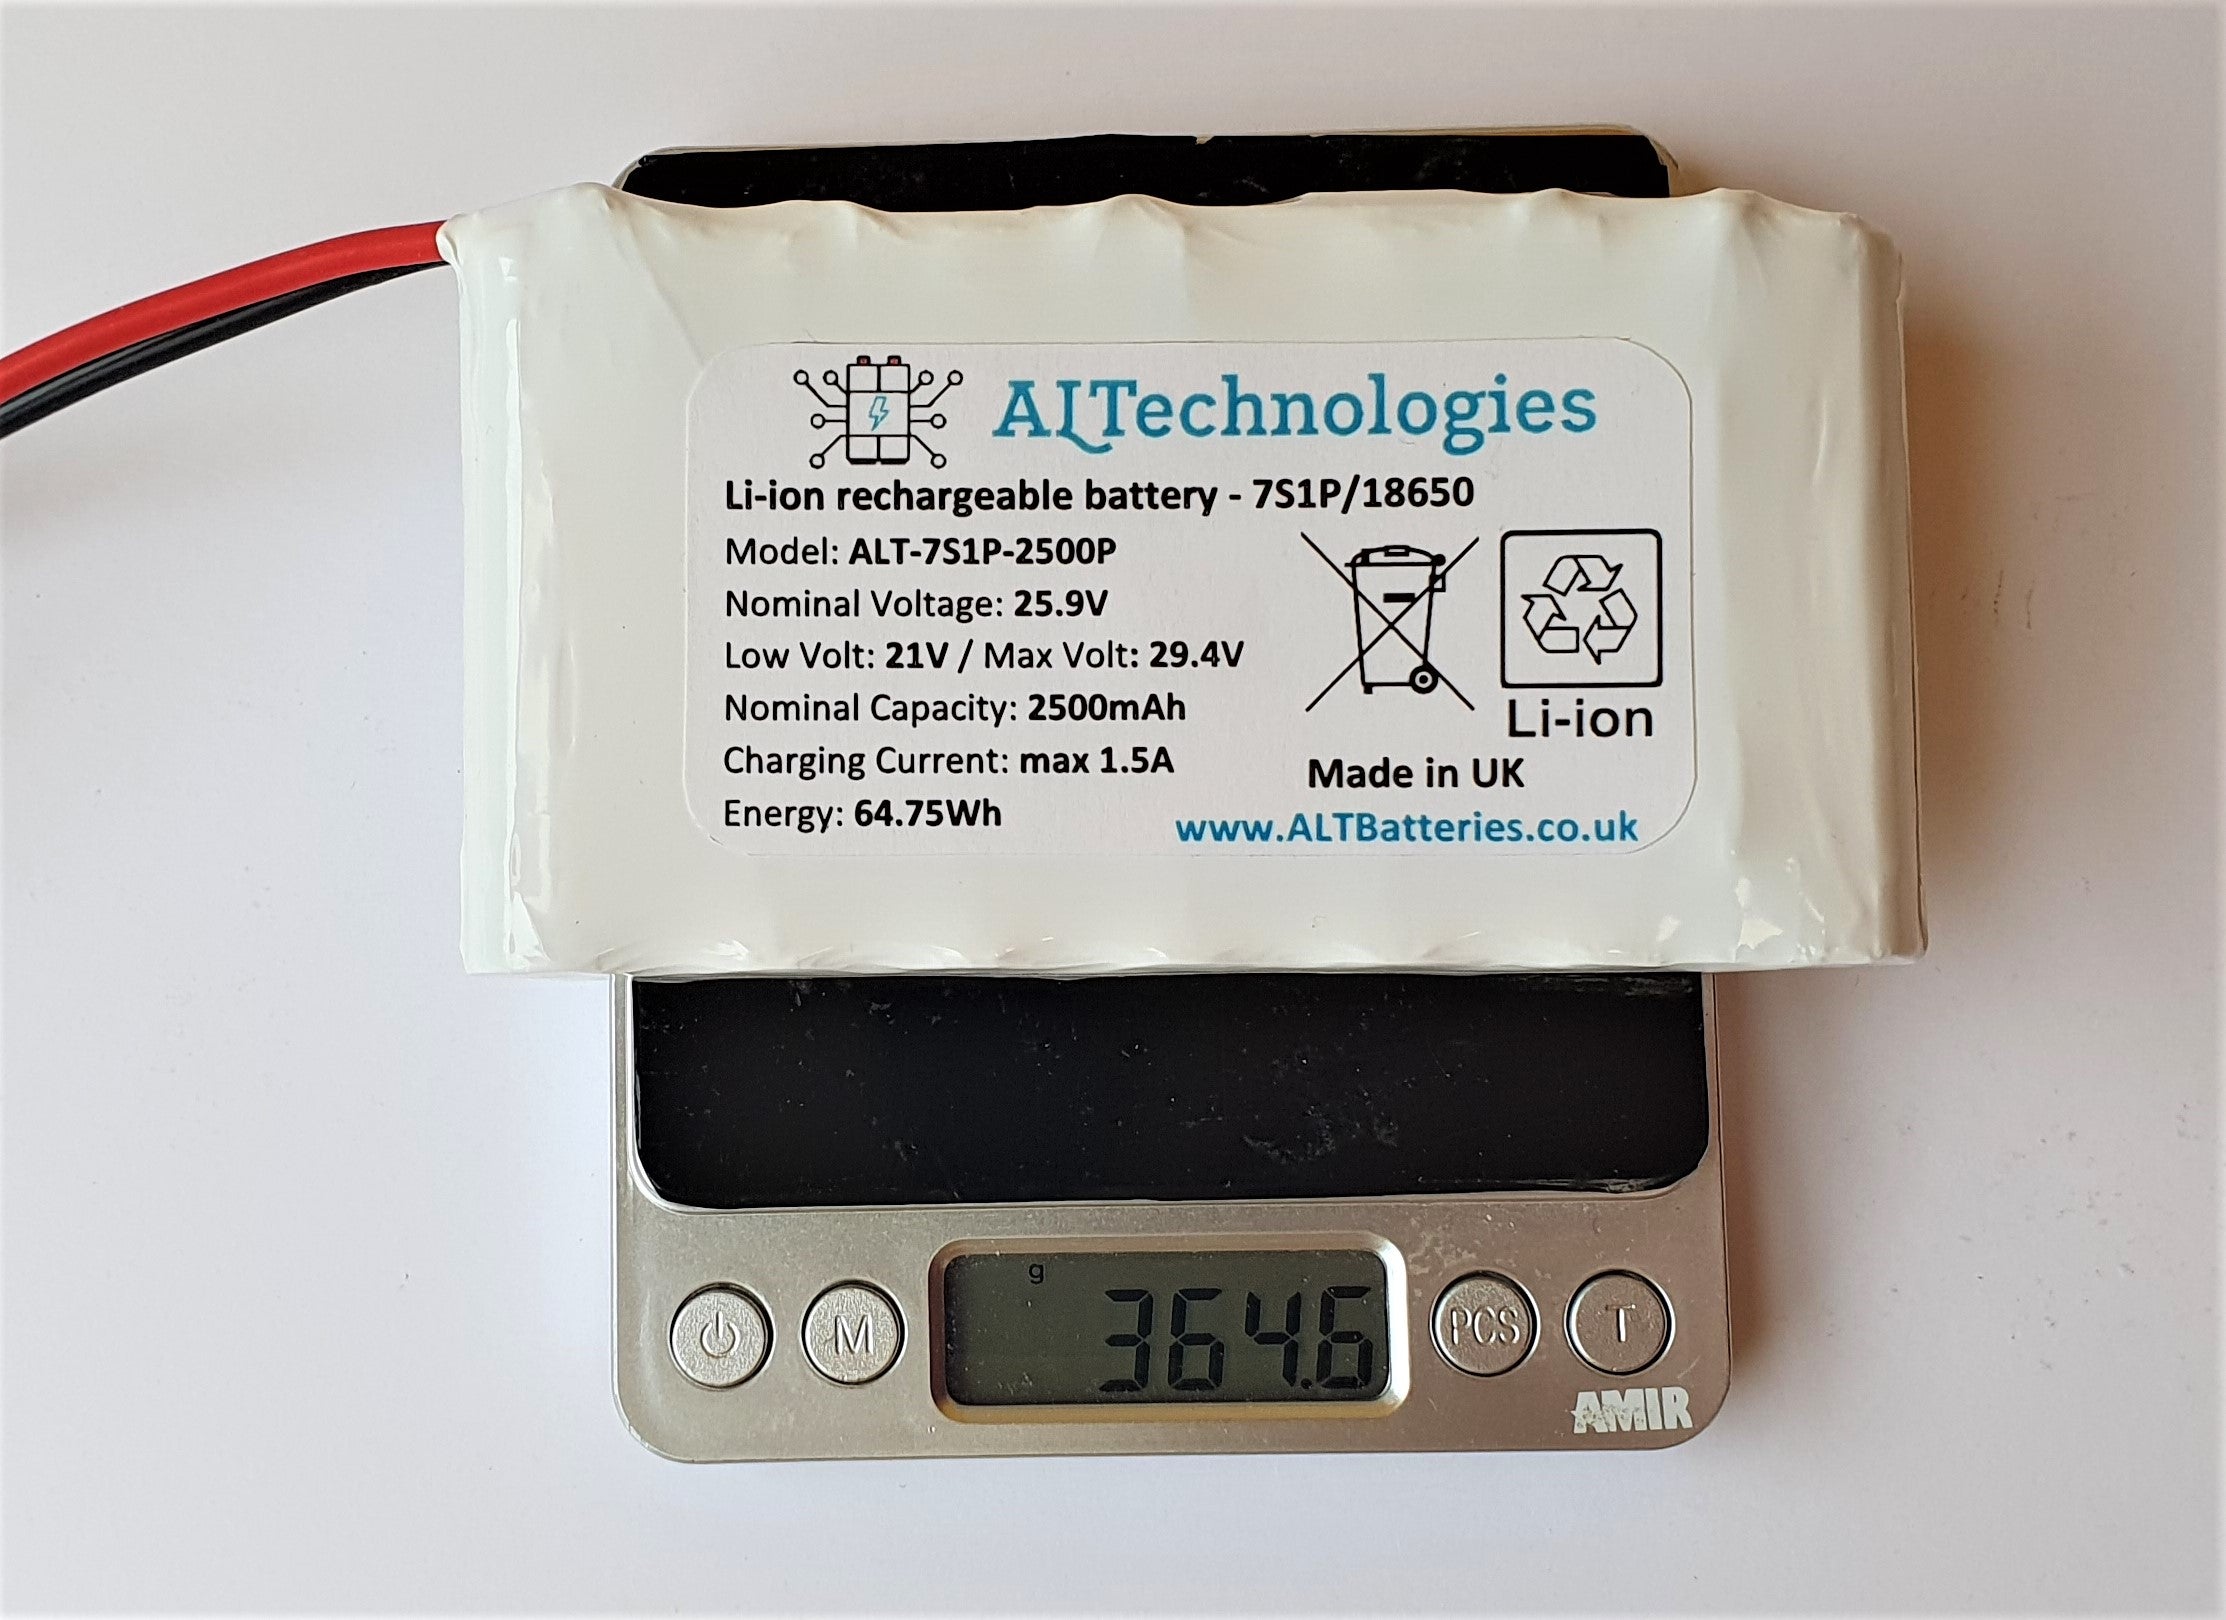 ALTechnologies
Li-ion rechargeable battery - 7S1P/18650
Model: ALT-7S1P-2500P
Nominal Voltage: 25.9V
Low Volt: 21V / Max Volt: 29.4V
Nominal Capacity: 2500mAh
Charging Current: max 1.5A
Energy: 64.75Wh
Li-ion
Made in UK
www.ALTBatteries.co.uk
g
364.6
M
PCS
T
AMIR